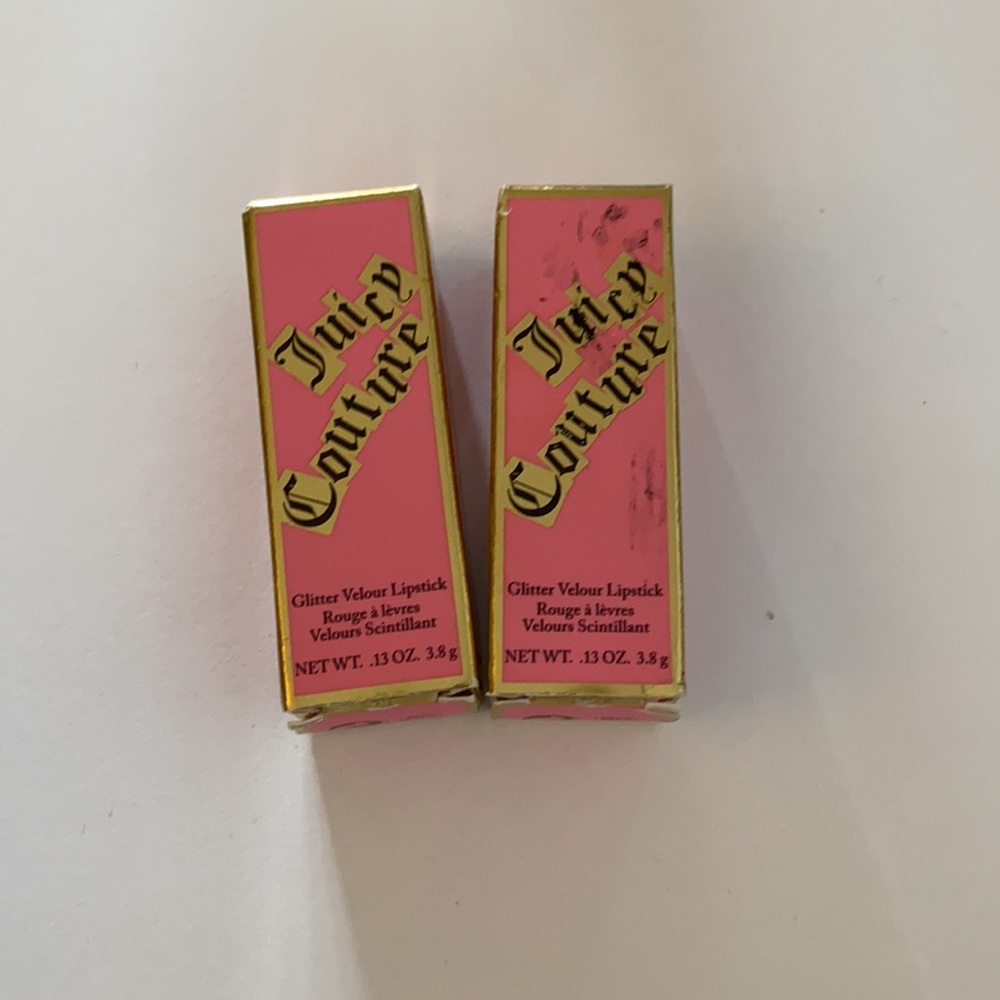 Juicy
Couture
Glitter Velour Lipstick
Rouge à lèvres
Velours Scintillant
NET WT. .13 OZ. 3.8 g
Juicy
Couture
Glitter Velour Lipstick
Rouge à lèvres
Velours Scintillant
NET WT. .13 OZ. 3.8 g